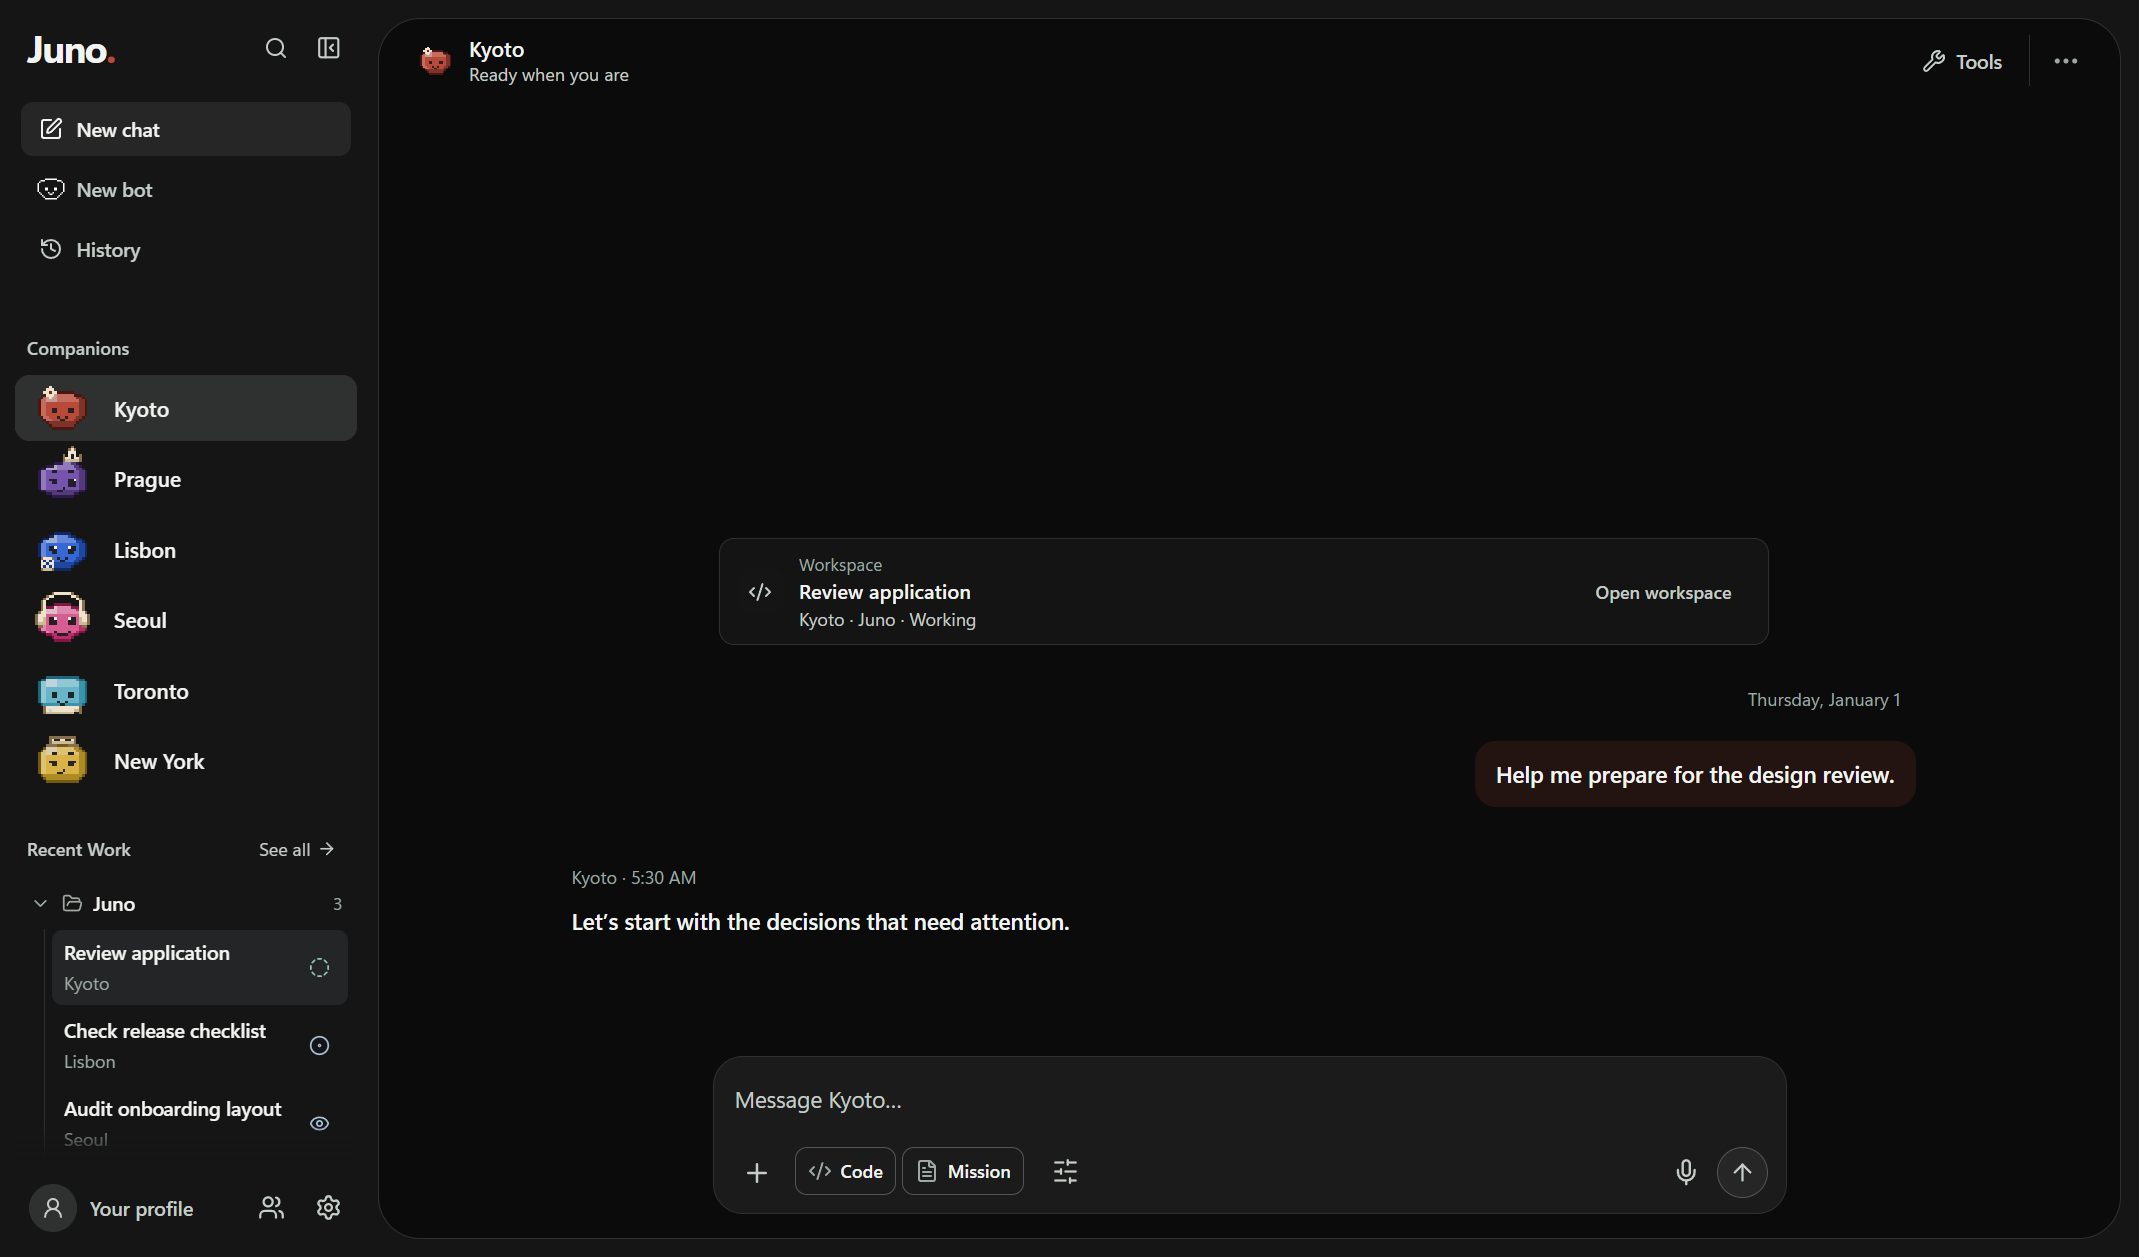 Juno.
New chat
New bot
History
Companions
Kyoto
Prague
Lisbon
Seoul
Toronto
New York
Recent Work
See all
Juno
3
Review application
Kyoto
Check release checklist
Lisbon
Audit onboarding layout
Seoul
Your profile
Kyoto
Ready when you are
Tools
Workspace
Review application
Kyoto · Juno · Working
Open workspace
Thursday, January 1
Help me prepare for the design review.
Kyoto · 5:30 AM
Let’s start with the decisions that need attention.
Message Kyoto...
Code
Mission